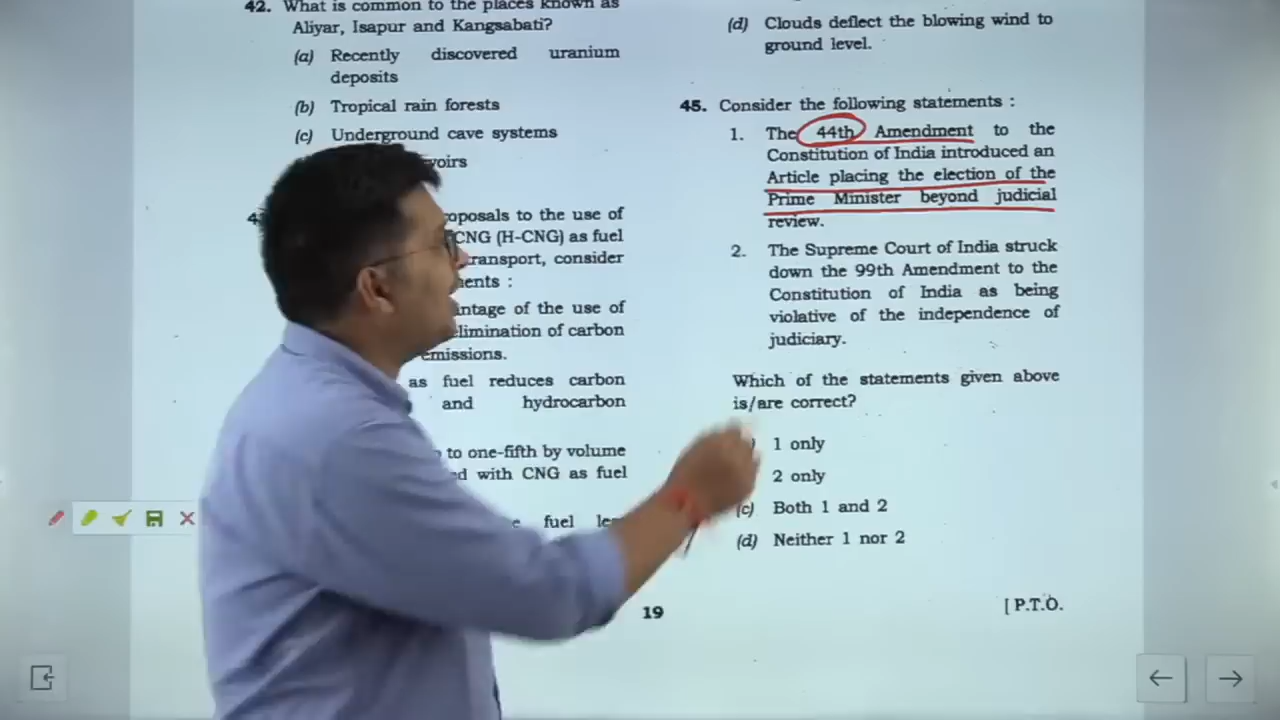 42. What is common to the places known as
Aliyar, Isapur and Kangsabati?
(a) Recently discovered uranium
deposits
(b) Tropical rain forests
(c) Underground cave systems
to the use of
CNG (H-CNG) as fuel
consider
:
of the use of
of carbon
emissions.
as fuel reduces carbon
and hydrocarbon
to one-fifth by volume
with CNG as fuel
fuel
(d) Clouds deflect the blowing wind to
ground level.
45. Consider the following statements :
1. The 44th Amendment to the
Constitution of India introduced an
Article placing the election of the
Prime Minister beyond judicial
review.
2. The Supreme Court of India struck
down the 99th Amendment to the
Constitution of India as being
violative of the independence of
judiciary.
Which of the statements given above
is/are correct?
1 only
2 only
(c) Both 1 and 2
(d) Neither 1 nor 2
19
[ P.T.O.